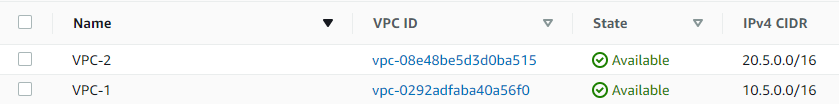 Name VPC ID State IPv4 CIDR
VPC-2 vpc-08e48be5d3d0ba515 Available 20.5.0.0/16
VPC-1 vpc-0292adfaba40a56f0 Available 10.5.0.0/16